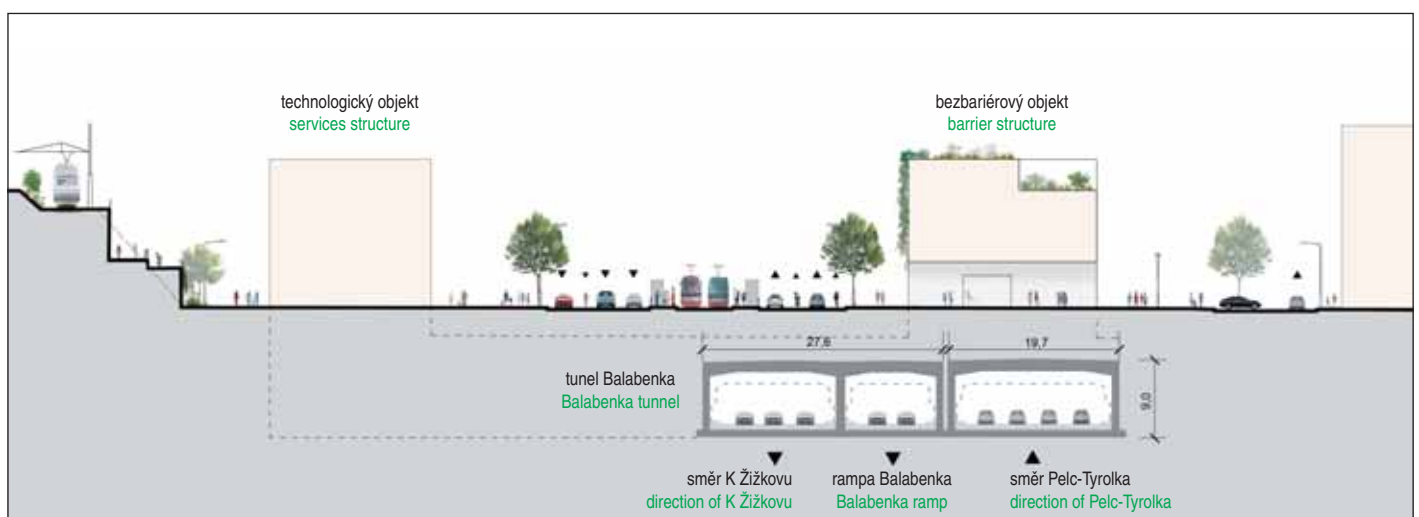 technologický objekt
services structure
bezbariérový objekt
barrier structure
27,6
19,7
9,0
tunel Balabenka
Balabenka tunnel
směr K Žižkovu
direction of K Žižkovu
rampa Balabenka
Balabenka ramp
směr Pelc-Tyrolka
direction of Pelc-Tyrolka